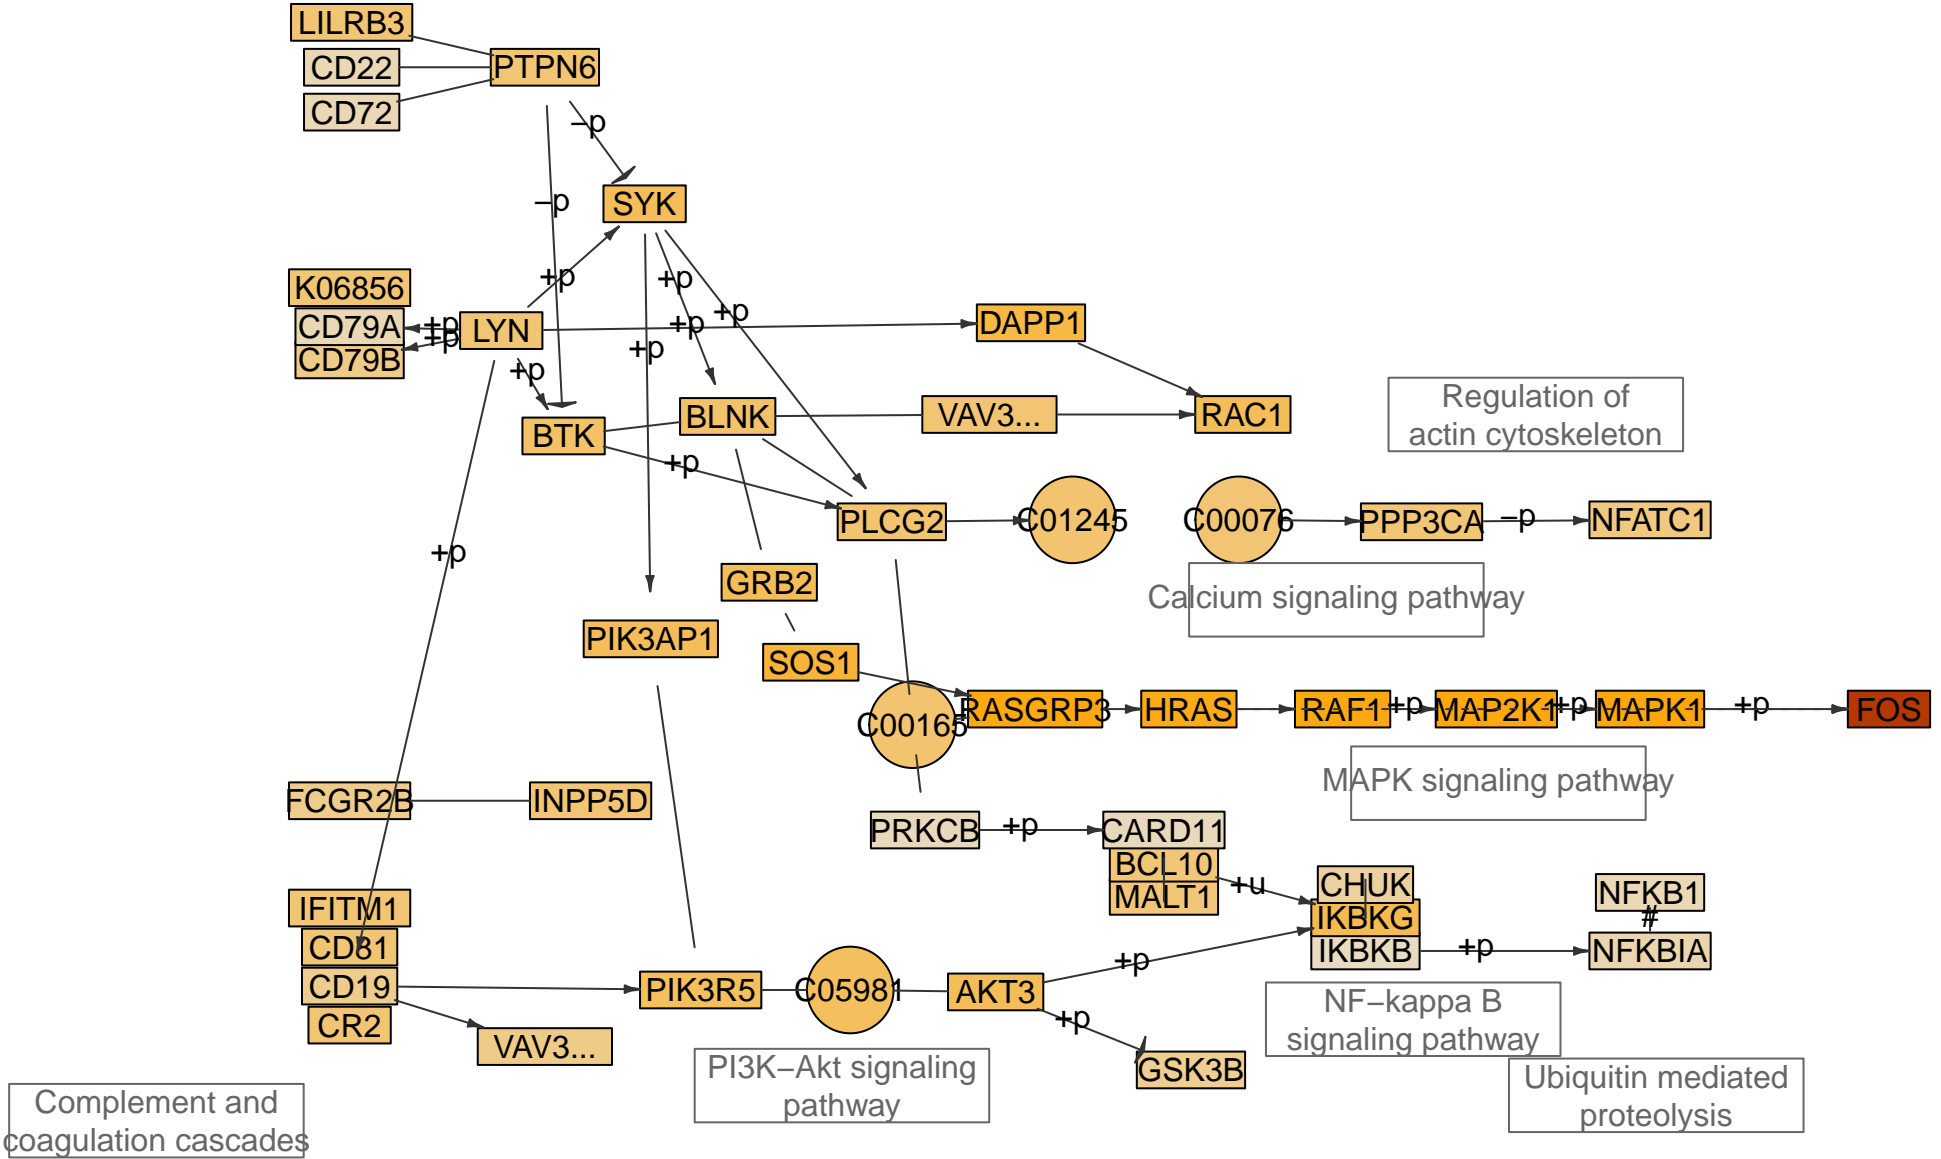 LILRB3
CD22
PTPN6
CD72
−p
SYK
−p
+p
+p
K06856
CD79A
+p
LYN
+p
+p
DAPP1
CD79B
+p
+p
+p
BTK
BLNK
VAV3...
RAC1
Regulation of
actin cytoskeleton
+p
PLCG2
C01245
C00076
PPP3CA
−p
NFATC1
+p
GRB2
Calcium signaling pathway
PIK3AP1
SOS1
C00165
RASGRP3
HRAS
RAF1
+p
MAP2K1
+p
MAPK1
+p
FOS
MAPK signaling pathway
FCGR2B
INPP5D
PRKCB
+p
CARD11
BCL10
MALT1
+u
CHUK
IKBKG
IKBKB
+p
NFKB1
#
NFKBIA
IFITM1
CD81
CD19
CR2
VAV3...
PIK3R5
C05981
AKT3
+p
+p
GSK3B
NF−kappa B
signaling pathway
PI3K−Akt signaling
pathway
Ubiquitin mediated
proteolysis
Complement and
coagulation cascades